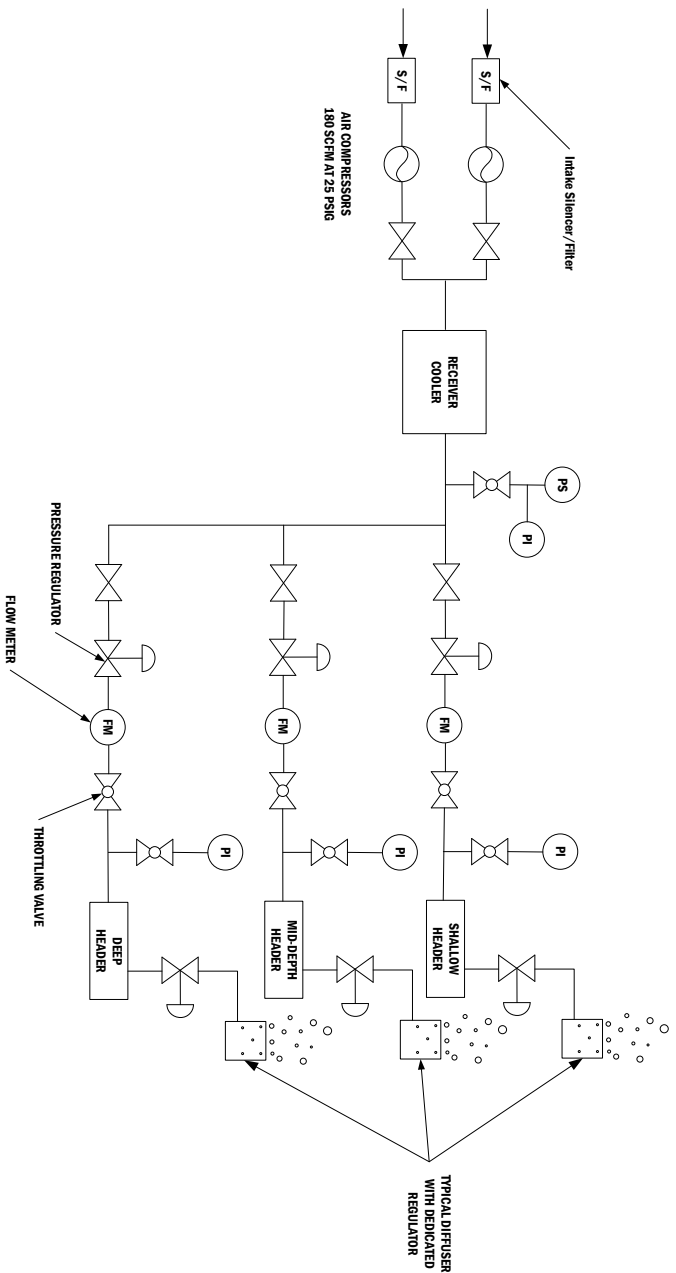 Intake Silencer/Filter
S/F
S/F
AIR COMPRESSORS
180 SCFM AT 25 PSIG
RECEIVER
COOLER
PS
PI
FM
PI
SHALLOW
HEADER
FM
PI
MID-DEPTH
HEADER
FM
PI
DEEP
HEADER
PRESSURE REGULATOR
FLOW METER
THROTTLING VALVE
TYPICAL DIFFUSER
WITH DEDICATED
REGULATOR